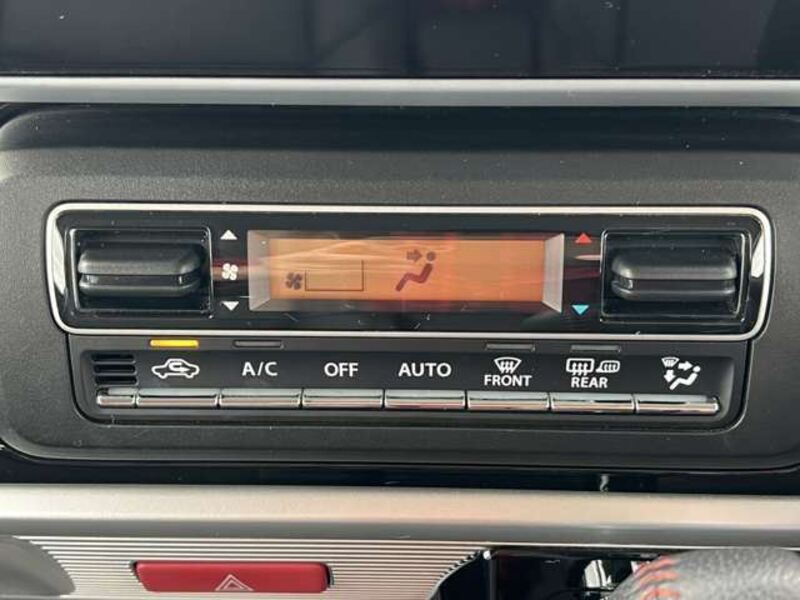 A/C OFF AUTO FRONT REAR